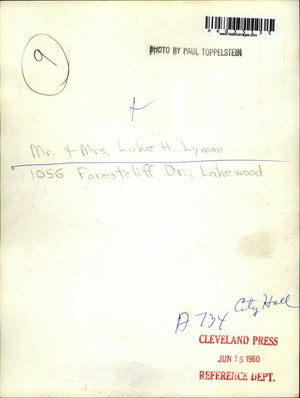 9
PHOTO BY PAUL TOPPELSTEIN
Mr. & Mrs. Luke H. Lyman
1056 Forestcliff Dr., Lakewood
City Hall
A 734
CLEVELAND PRESS
JUN 15 1960
REFERENCE DEPT.